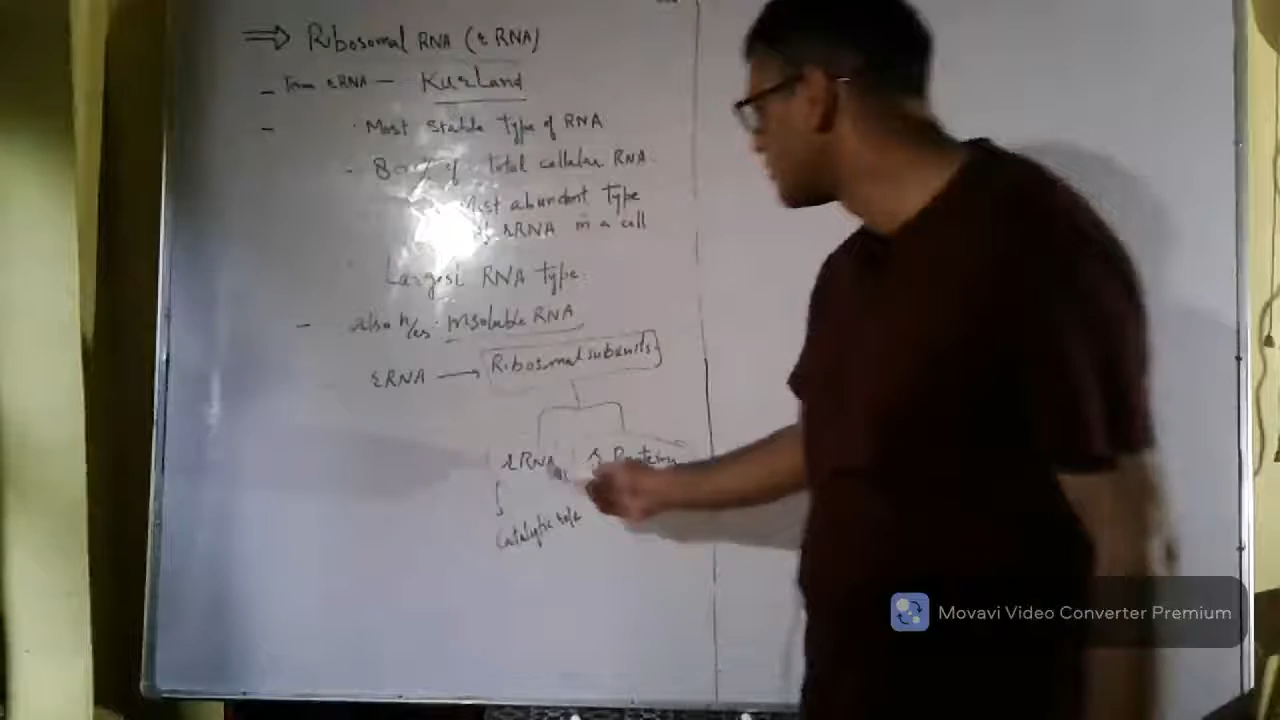 ⇒ Ribosomal RNA (rRNA)
- Term rRNA — Kurland
- · Most stable type of RNA
· 80% of total cellular RNA.
Most abundant type
of rRNA in a cell
· Largest RNA type.
- also k/as · Insoluble RNA
rRNA → Ribosomal subunits
rRNA r Proteins
Catalytic role
Movavi Video Converter Premium